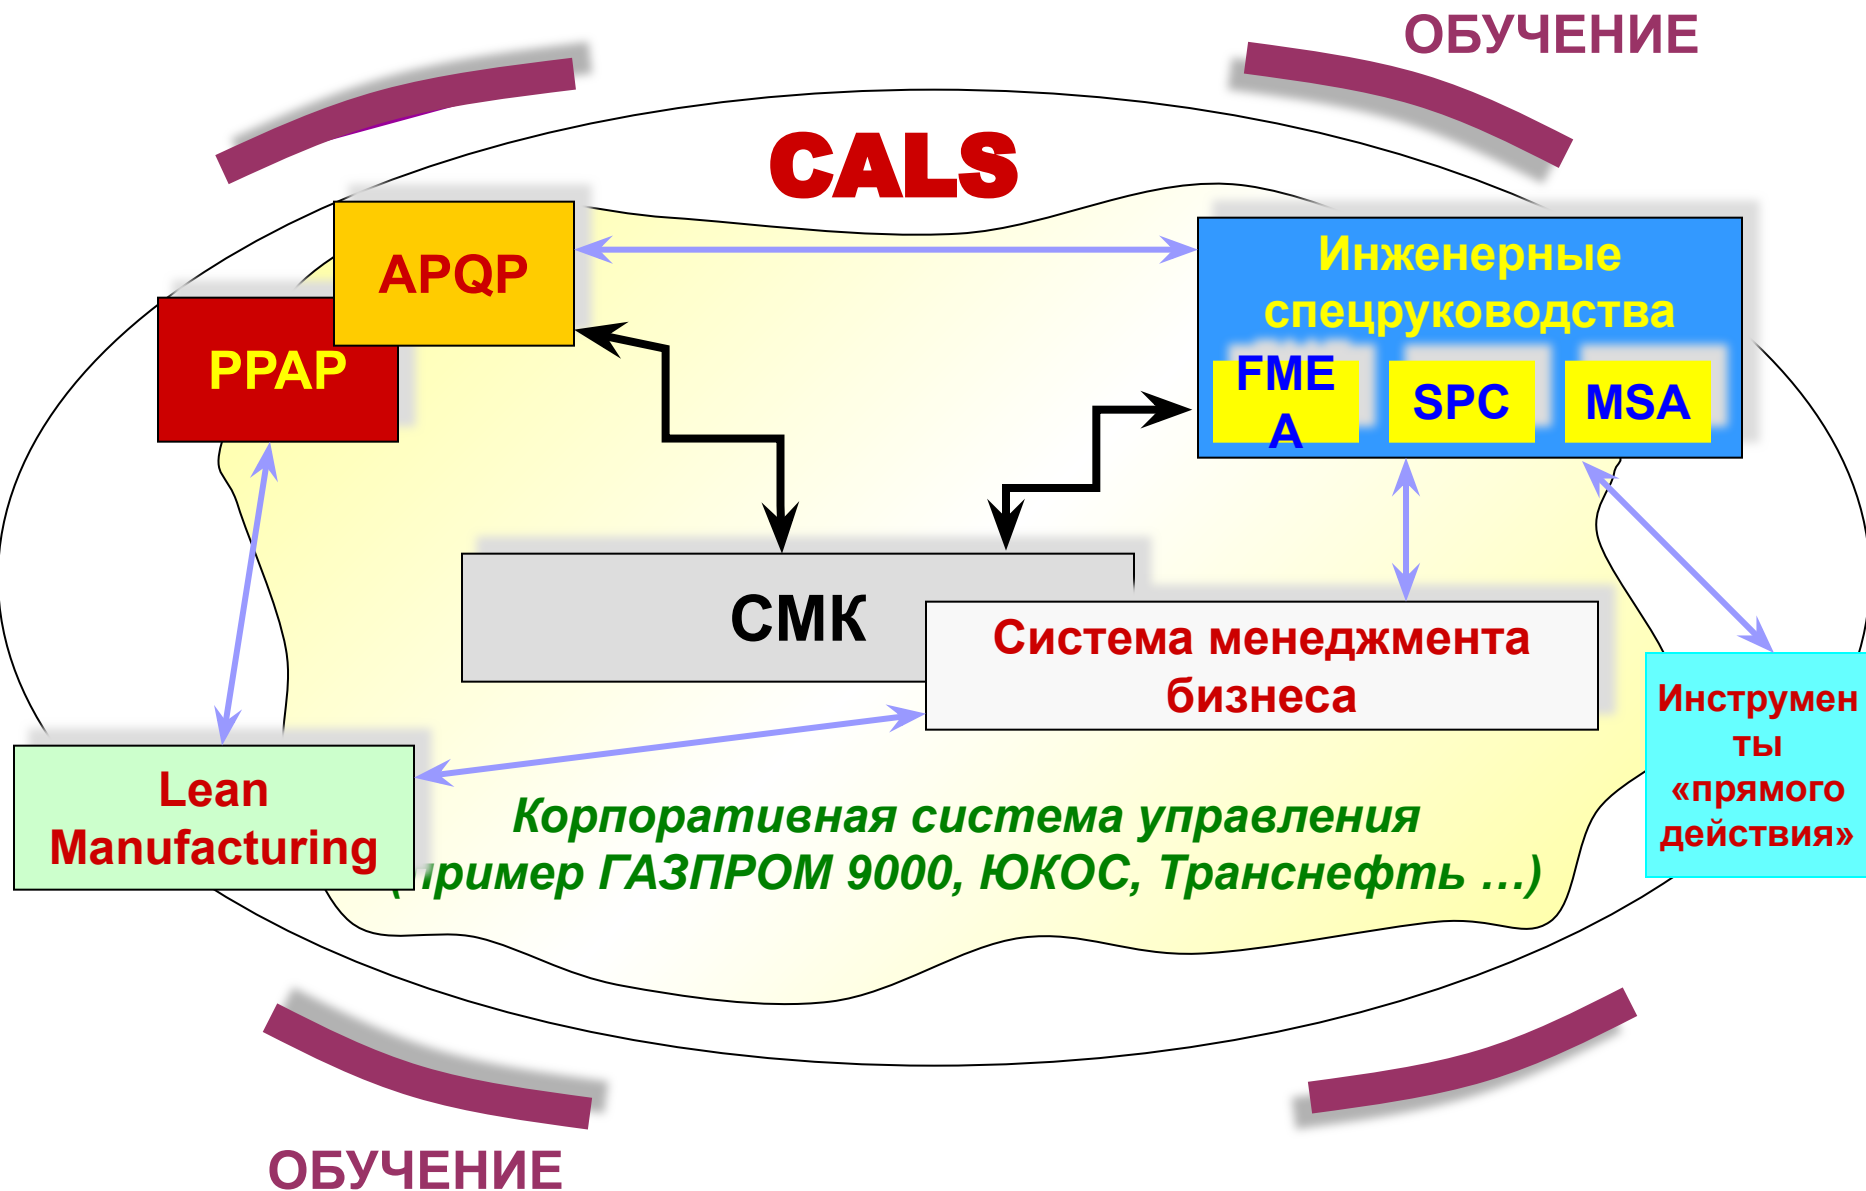 ОБУЧЕНИЕ
CALS
APQP
PPAP
Инженерные
спецруководства
FME
A
SPC
MSA
СМК
Система менеджмента
бизнеса
Инструмен
ты
«прямого
действия»
Lean
Manufacturing
Корпоративная система управления
(пример ГАЗПРОМ 9000, ЮКОС, Транснефть ...)
ОБУЧЕНИЕ